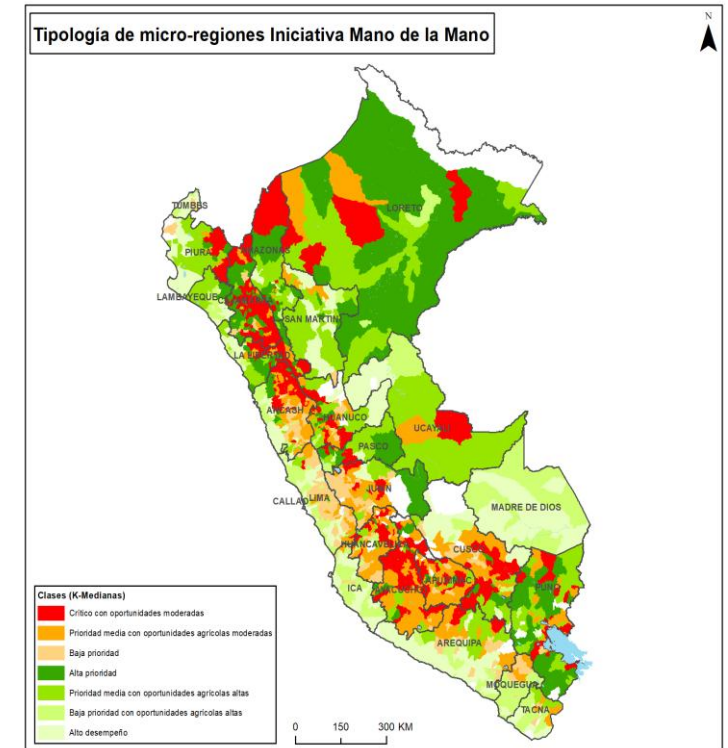 Tipología de micro-regiones Iniciativa Mano de la Mano
N
TUMBES
PIURA
AMAZONAS
LORETO
LAMBAYEQUE
SAN MARTIN
LA LIBERTAD
ANCASH
HUANUCO
UCAYALI
PASCO
CALLAO
LIMA
JUNIN
MADRE DE DIOS
HUANCAVELICA
CUSCO
ICA
AYACUCHO
APURIMAC
PUNO
AREQUIPA
MOQUEGUA
TACNA
Clases (K-Medianas)
Crítico con oportunidades moderadas
Prioridad media con oportunidades agrícolas moderadas
Baja prioridad
Alta prioridad
Prioridad media con oportunidades agrícolas altas
Baja prioridad con oportunidades agrícolas altas
Alto desempeño
0 150 300 KM